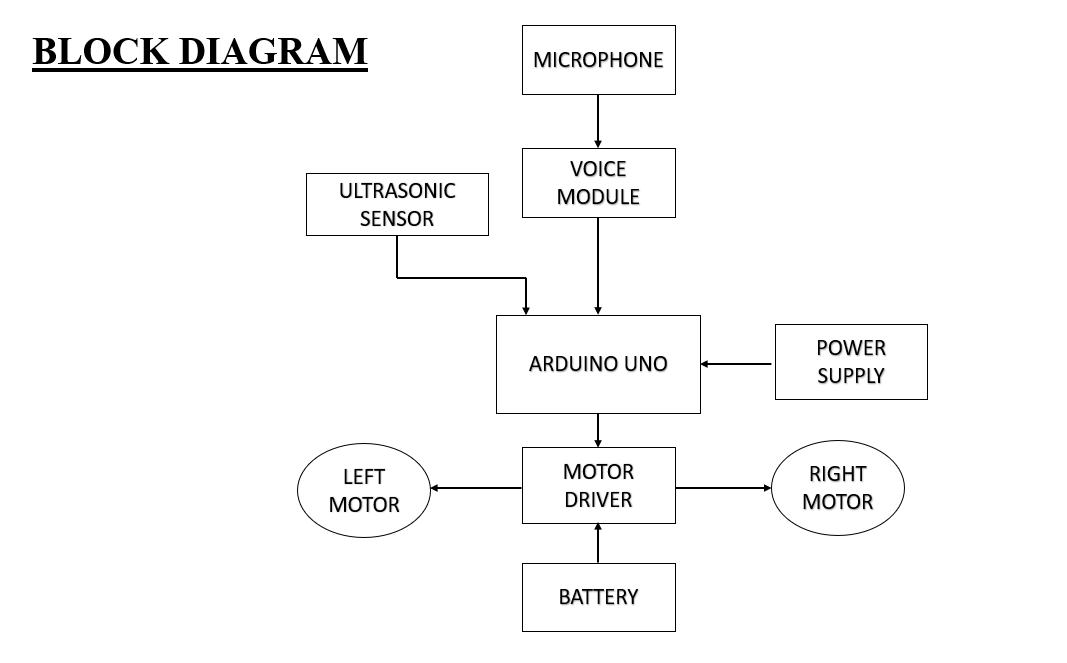 BLOCK DIAGRAM
MICROPHONE
VOICE
MODULE
ULTRASONIC
SENSOR
ARDUINO UNO
POWER
SUPPLY
LEFT
MOTOR
MOTOR
DRIVER
RIGHT
MOTOR
BATTERY